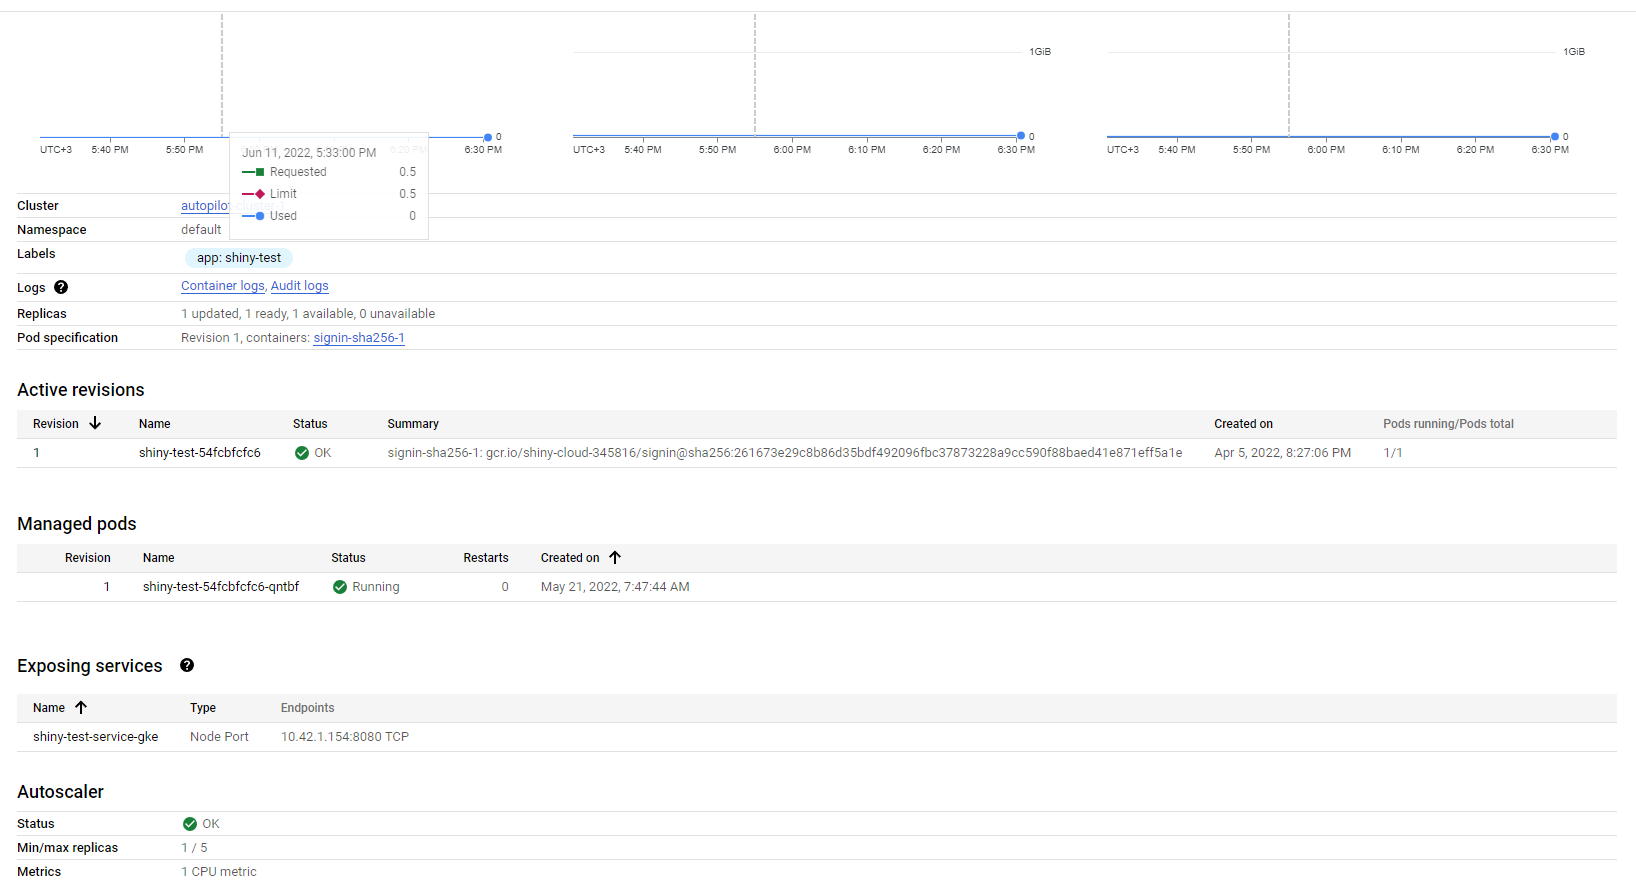 1GiB
1GiB
0
0
0
UTC+3 5:40 PM 5:50 PM 6:20 PM 6:30 PM
UTC+3 5:40 PM 5:50 PM 6:00 PM 6:10 PM 6:20 PM 6:30 PM
UTC+3 5:40 PM 5:50 PM 6:00 PM 6:10 PM 6:20 PM 6:30 PM
Jun 11, 2022, 5:33:00 PM
Requested 0.5
Limit 0.5
Used 0
Cluster autopilot-cluster-1
Namespace default
Labels app: shiny-test
Logs ? Container logs, Audit logs
Replicas 1 updated, 1 ready, 1 available, 0 unavailable
Pod specification Revision 1, containers: signin-sha256-1
Active revisions
Revision Name Status Summary Created on Pods running/Pods total
1 shiny-test-54fcbfcfc6 OK signin-sha256-1: gcr.io/shiny-cloud-345816/signin@sha256:261673e29c8b86d35bdf492096fbc37873228a9cc590f88baed41e871eff5a1e Apr 5, 2022, 8:27:06 PM 1/1
Managed pods
Revision Name Status Restarts Created on
1 shiny-test-54fcbfcfc6-qntbf Running 0 May 21, 2022, 7:47:44 AM
Exposing services ?
Name Type Endpoints
shiny-test-service-gke Node Port 10.42.1.154:8080 TCP
Autoscaler
Status OK
Min/max replicas 1 / 5
Metrics 1 CPU metric